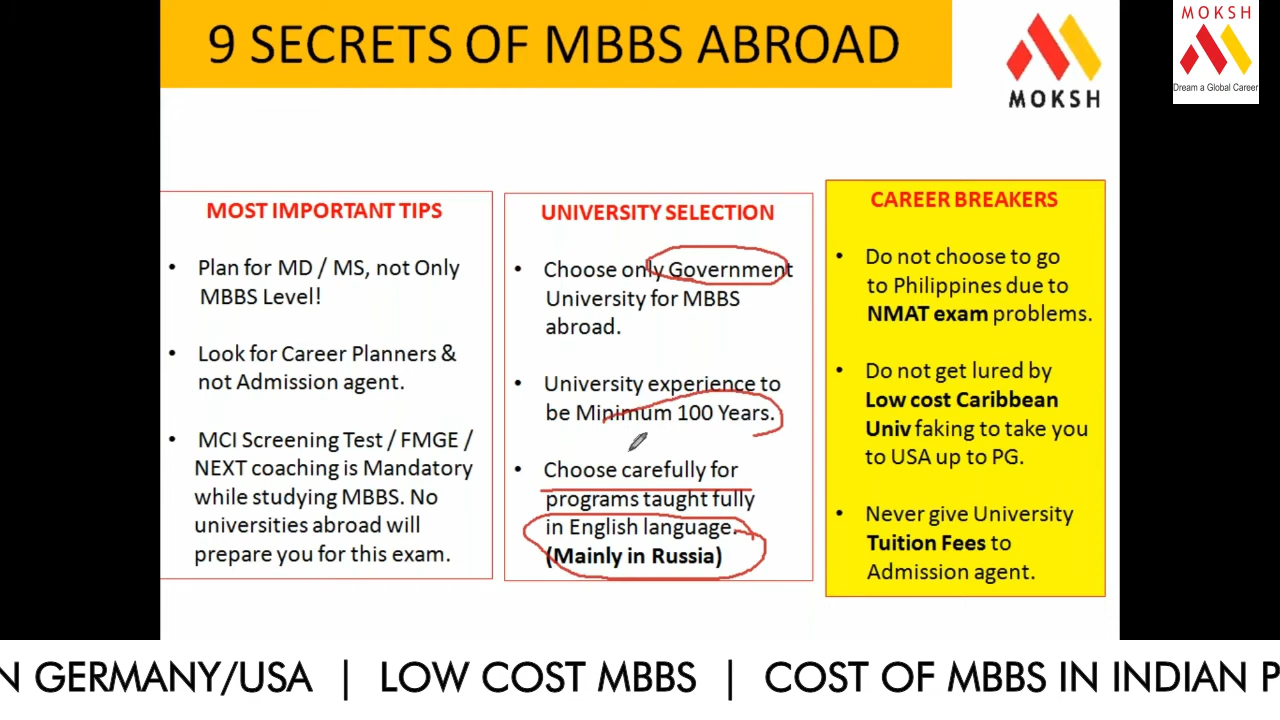 9 SECRETS OF MBBS ABROAD
MOKSH
MOKSH
Dream a Global Career
MOST IMPORTANT TIPS
• Plan for MD / MS, not Only
MBBS Level!
• Look for Career Planners &
not Admission agent.
• MCI Screening Test / FMGE /
NEXT coaching is Mandatory
while studying MBBS. No
universities abroad will
prepare you for this exam.
UNIVERSITY SELECTION
• Choose only Government
University for MBBS
abroad.
• University experience to
be Minimum 100 Years.
• Choose carefully for
programs taught fully
in English language.
(Mainly in Russia)
CAREER BREAKERS
• Do not choose to go
to Philippines due to
NMAT exam problems.
• Do not get lured by
Low cost Caribbean
Univ faking to take you
to USA up to PG.
• Never give University
Tuition Fees to
Admission agent.
N GERMANY/USA | LOW COST MBBS | COST OF MBBS IN INDIAN P